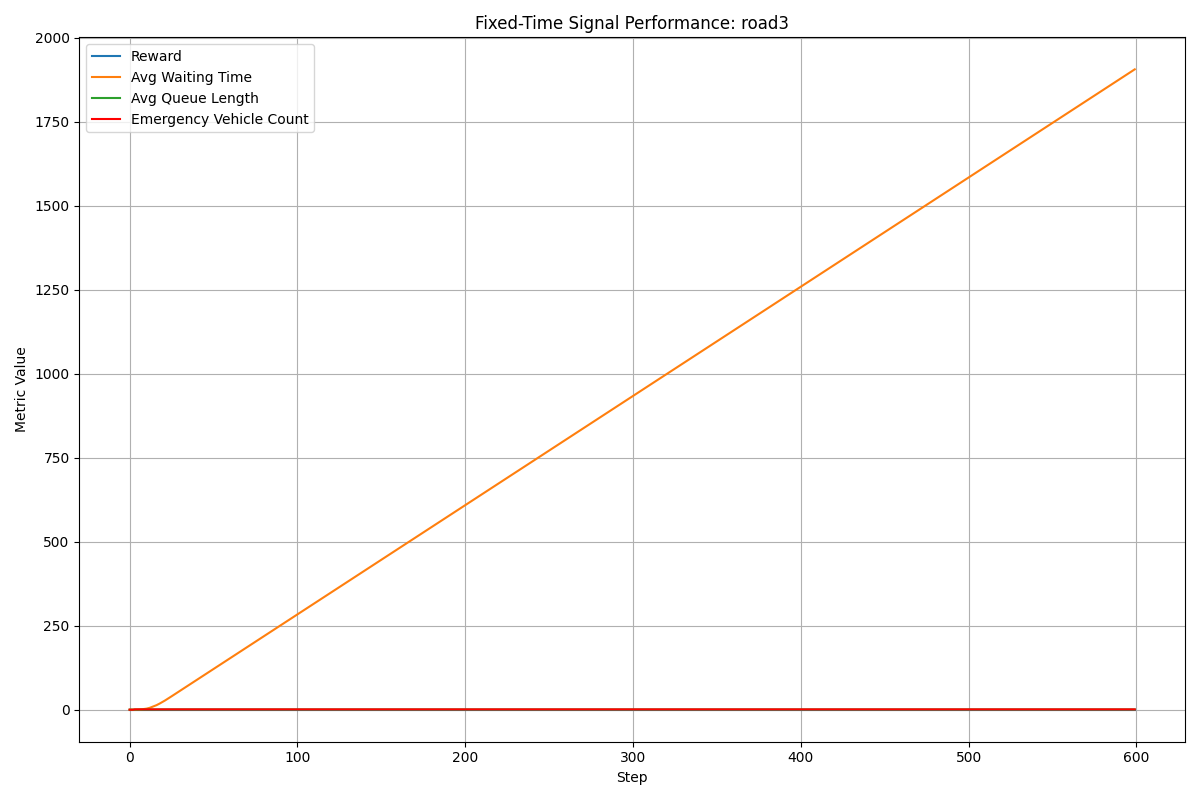 Fixed-Time Signal Performance: road3
Reward
Avg Waiting Time
Avg Queue Length
Emergency Vehicle Count
Metric Value
2000
1750
1500
1250
1000
750
500
250
0
0 100 200 300 400 500 600
Step